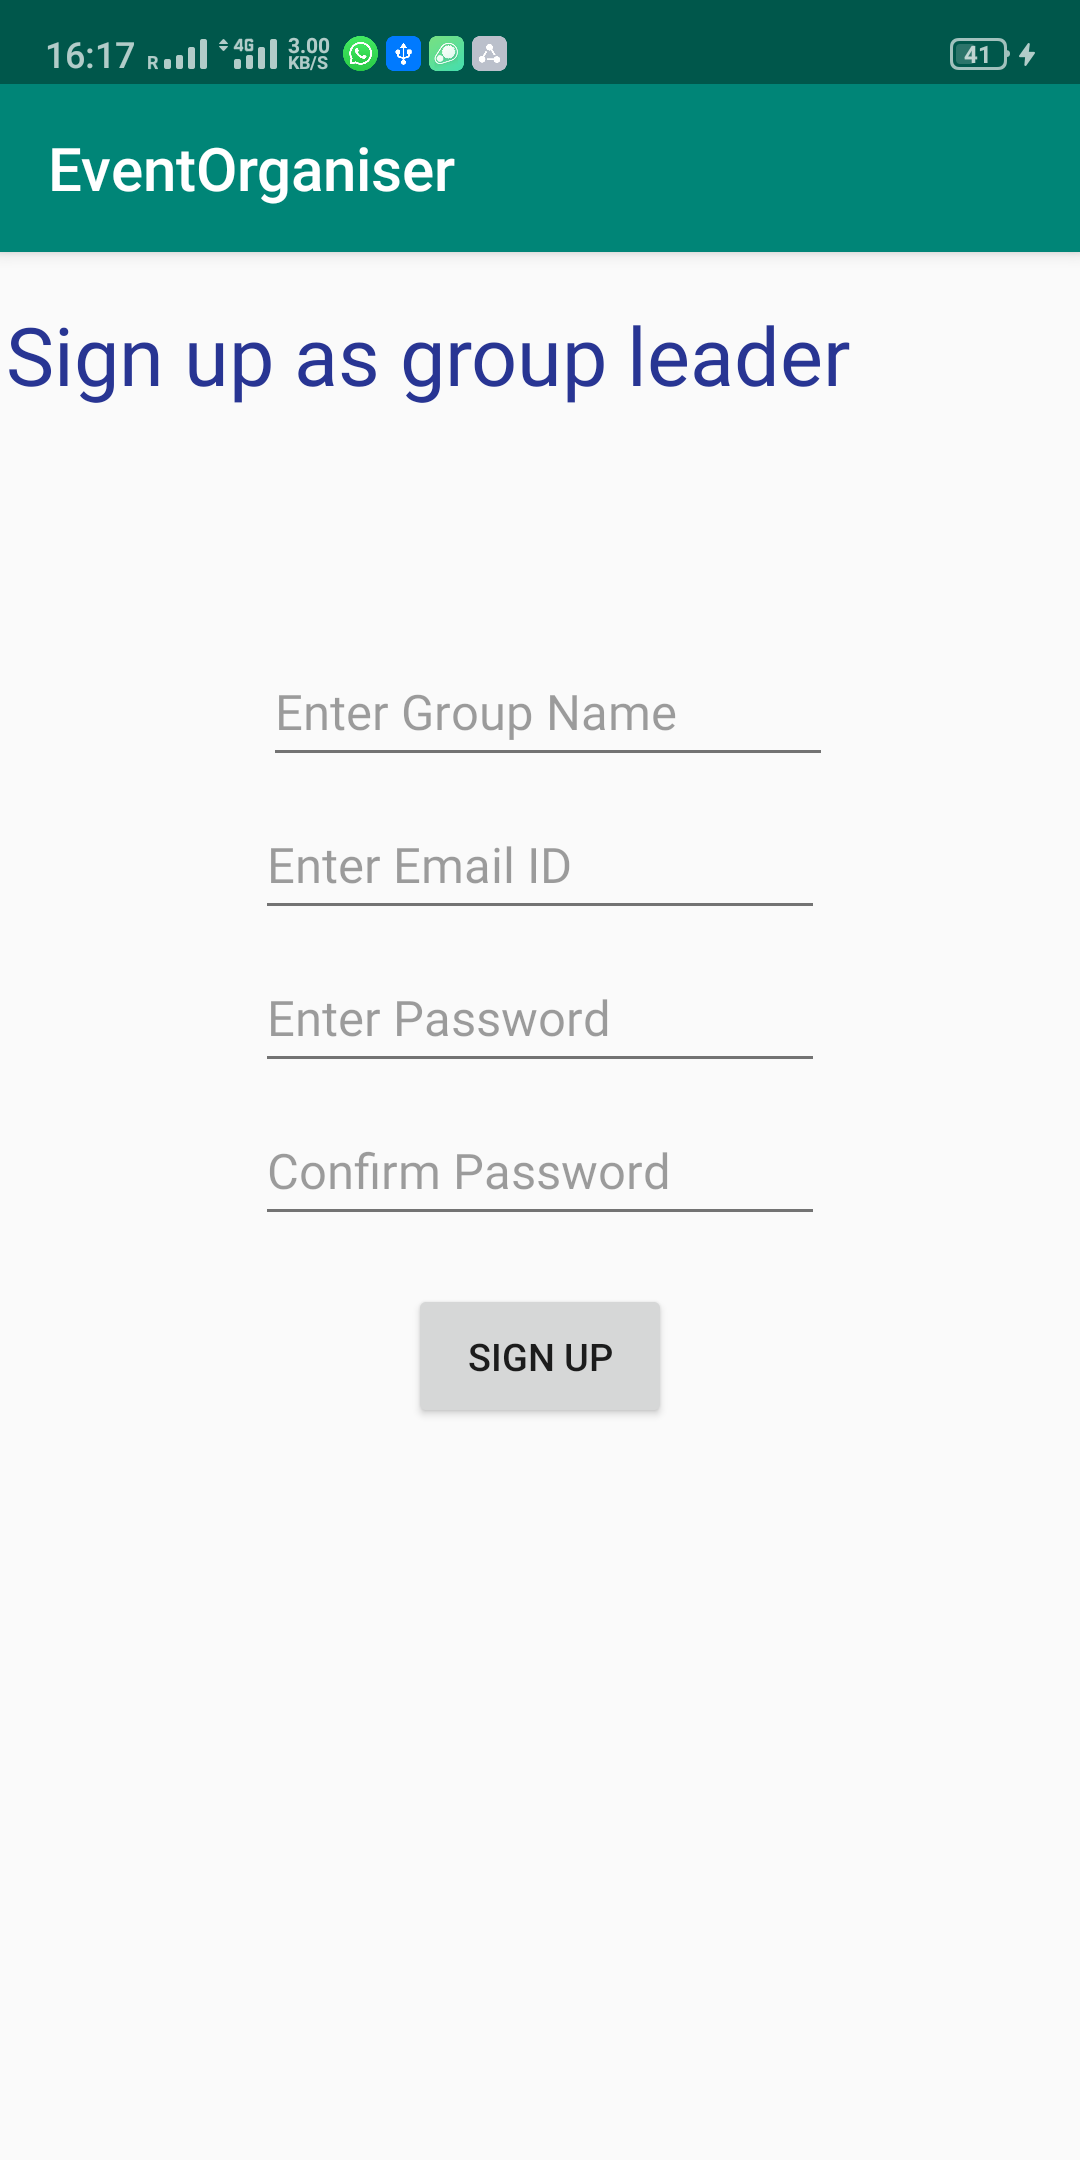 16:17 R 4G 3.00 KB/S 41
EventOrganiser
Sign up as group leader
Enter Group Name
Enter Email ID
Enter Password
Confirm Password
SIGN UP